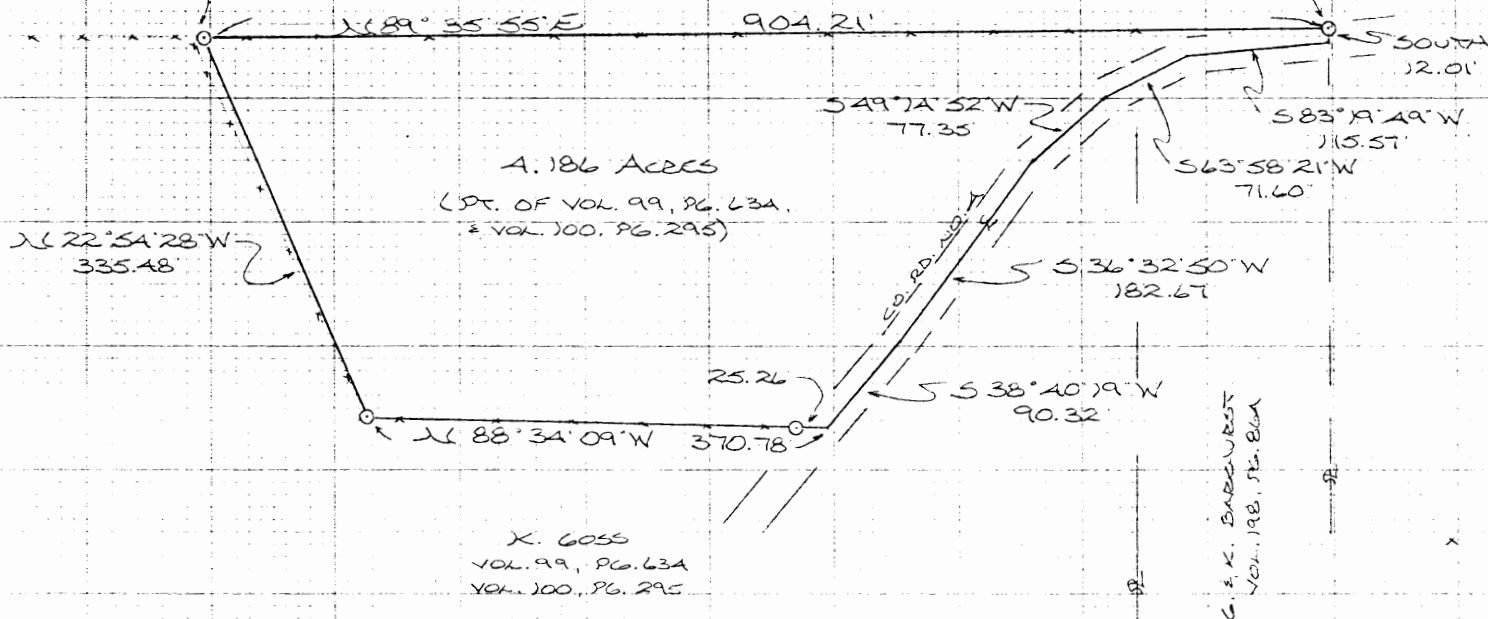 N 89° 35' 55" E 904.21'
SOUTH
12.01'
S 49° 14' 52" W
77.35'
S 83° 19' 49" W
115.57'
4.186 ACRES
S 63° 58' 21" W
71.60'
(PT. OF VOL. 99, PG. 634,
& VOL. 100, PG. 295)
N 22° 54' 28" W
335.48'
CO. RD. NO.
S 36° 32' 50" W
182.67
25.26
S 38° 40' 19" W
90.32'
N 88° 34' 09" W 370.78'
K. GOSS
VOL. 99, PG. 634
VOL. 100, PG. 295
G. & K.
VOL. 198, PG. 864